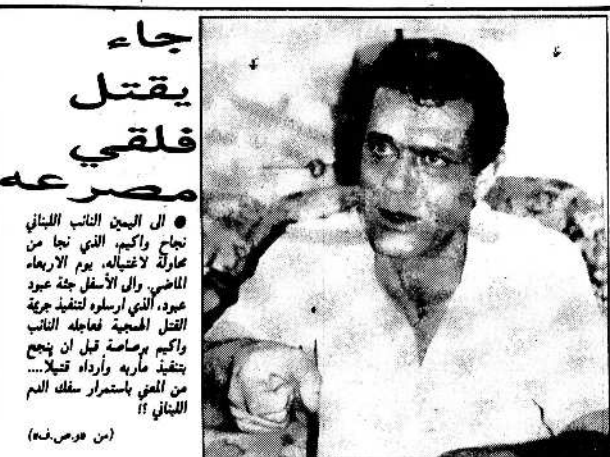 جاء
يقتل
فلقي
مصرعه
● الى اليمين النائب اللبناني
نجاح واكيم، الذي نجا من
محاولة لاغتياله، يوم الاربعاء
الماضي. والى الأسفل جثة عبود
عبود، الذي ارسلوه لتنفيذ جريمة
القتل الهمجية فعاجله النائب
واكيم برصاصة قبل ان ينجح
بتنفيذ مأربه وأرداه قتيلا....
من المعني باستمرار سفك الدم
اللبناني ؟!
(من «و.ص.ف»)